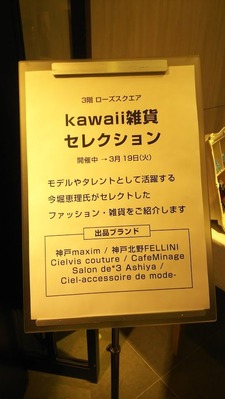 3階 ローズスクエア
kawaii雑貨
セレクション
開催中 →3月19日(火)
モデルやタレントとして活躍する
今堀恵理氏がセレクトした
ファッション・雑貨をご紹介します
出品ブランド
神戸maxim / 神戸北野FELLINI
Cielvis couture / CafeMinage
Salon de*3 Ashiya /
Ciel-accessoire de mode-